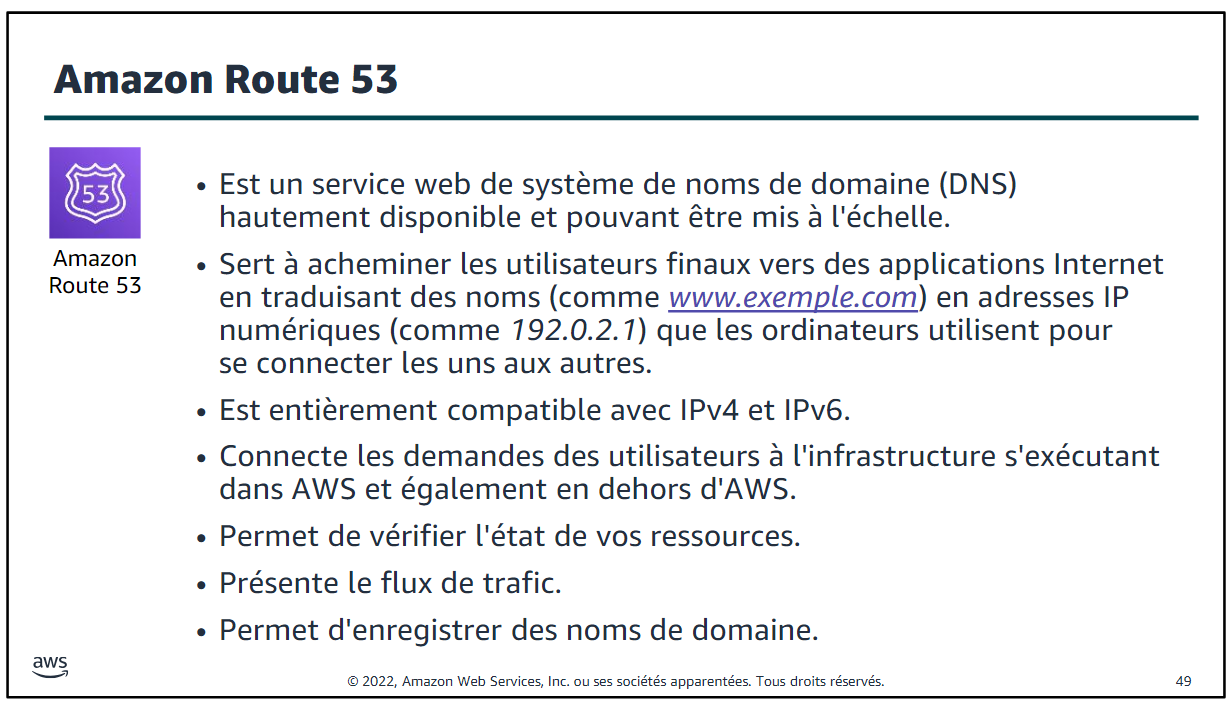 Amazon Route 53
53
Amazon
Route 53
• Est un service web de système de noms de domaine (DNS)
hautement disponible et pouvant être mis à l'échelle.
• Sert à acheminer les utilisateurs finaux vers des applications Internet
en traduisant des noms (comme www.exemple.com) en adresses IP
numériques (comme 192.0.2.1) que les ordinateurs utilisent pour
se connecter les uns aux autres.
• Est entièrement compatible avec IPv4 et IPv6.
• Connecte les demandes des utilisateurs à l'infrastructure s'exécutant
dans AWS et également en dehors d'AWS.
• Permet de vérifier l'état de vos ressources.
• Présente le flux de trafic.
• Permet d'enregistrer des noms de domaine.
aws
© 2022, Amazon Web Services, Inc. ou ses sociétés apparentées. Tous droits réservés.
49